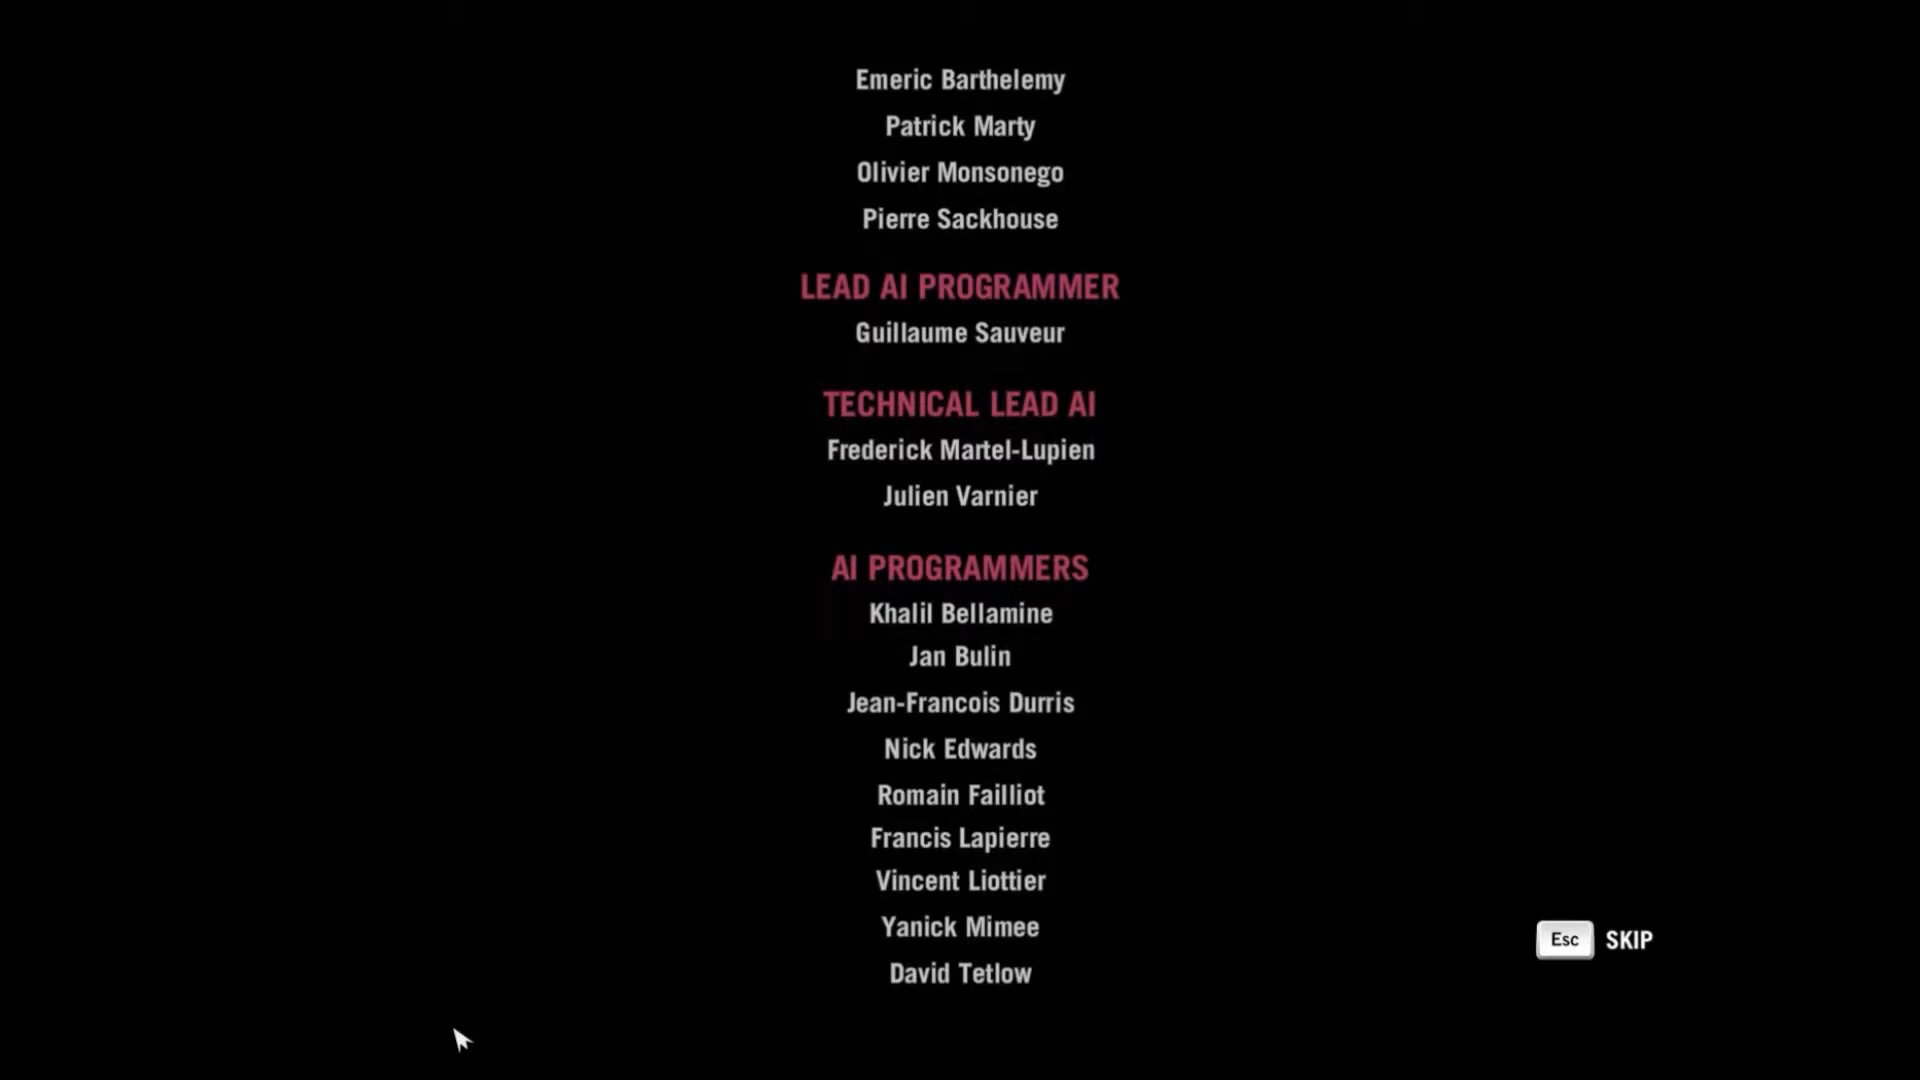 Emeric Barthelemy
Patrick Marty
Olivier Monsonego
Pierre Sackhouse
LEAD AI PROGRAMMER
Guillaume Sauveur
TECHNICAL LEAD AI
Frederick Martel-Lupien
Julien Varnier
AI PROGRAMMERS
Khalil Bellamine
Jan Bulin
Jean-Francois Durris
Nick Edwards
Romain Failliot
Francis Lapierre
Vincent Liottier
Yanick Mimee
Esc SKIP
David Tetlow